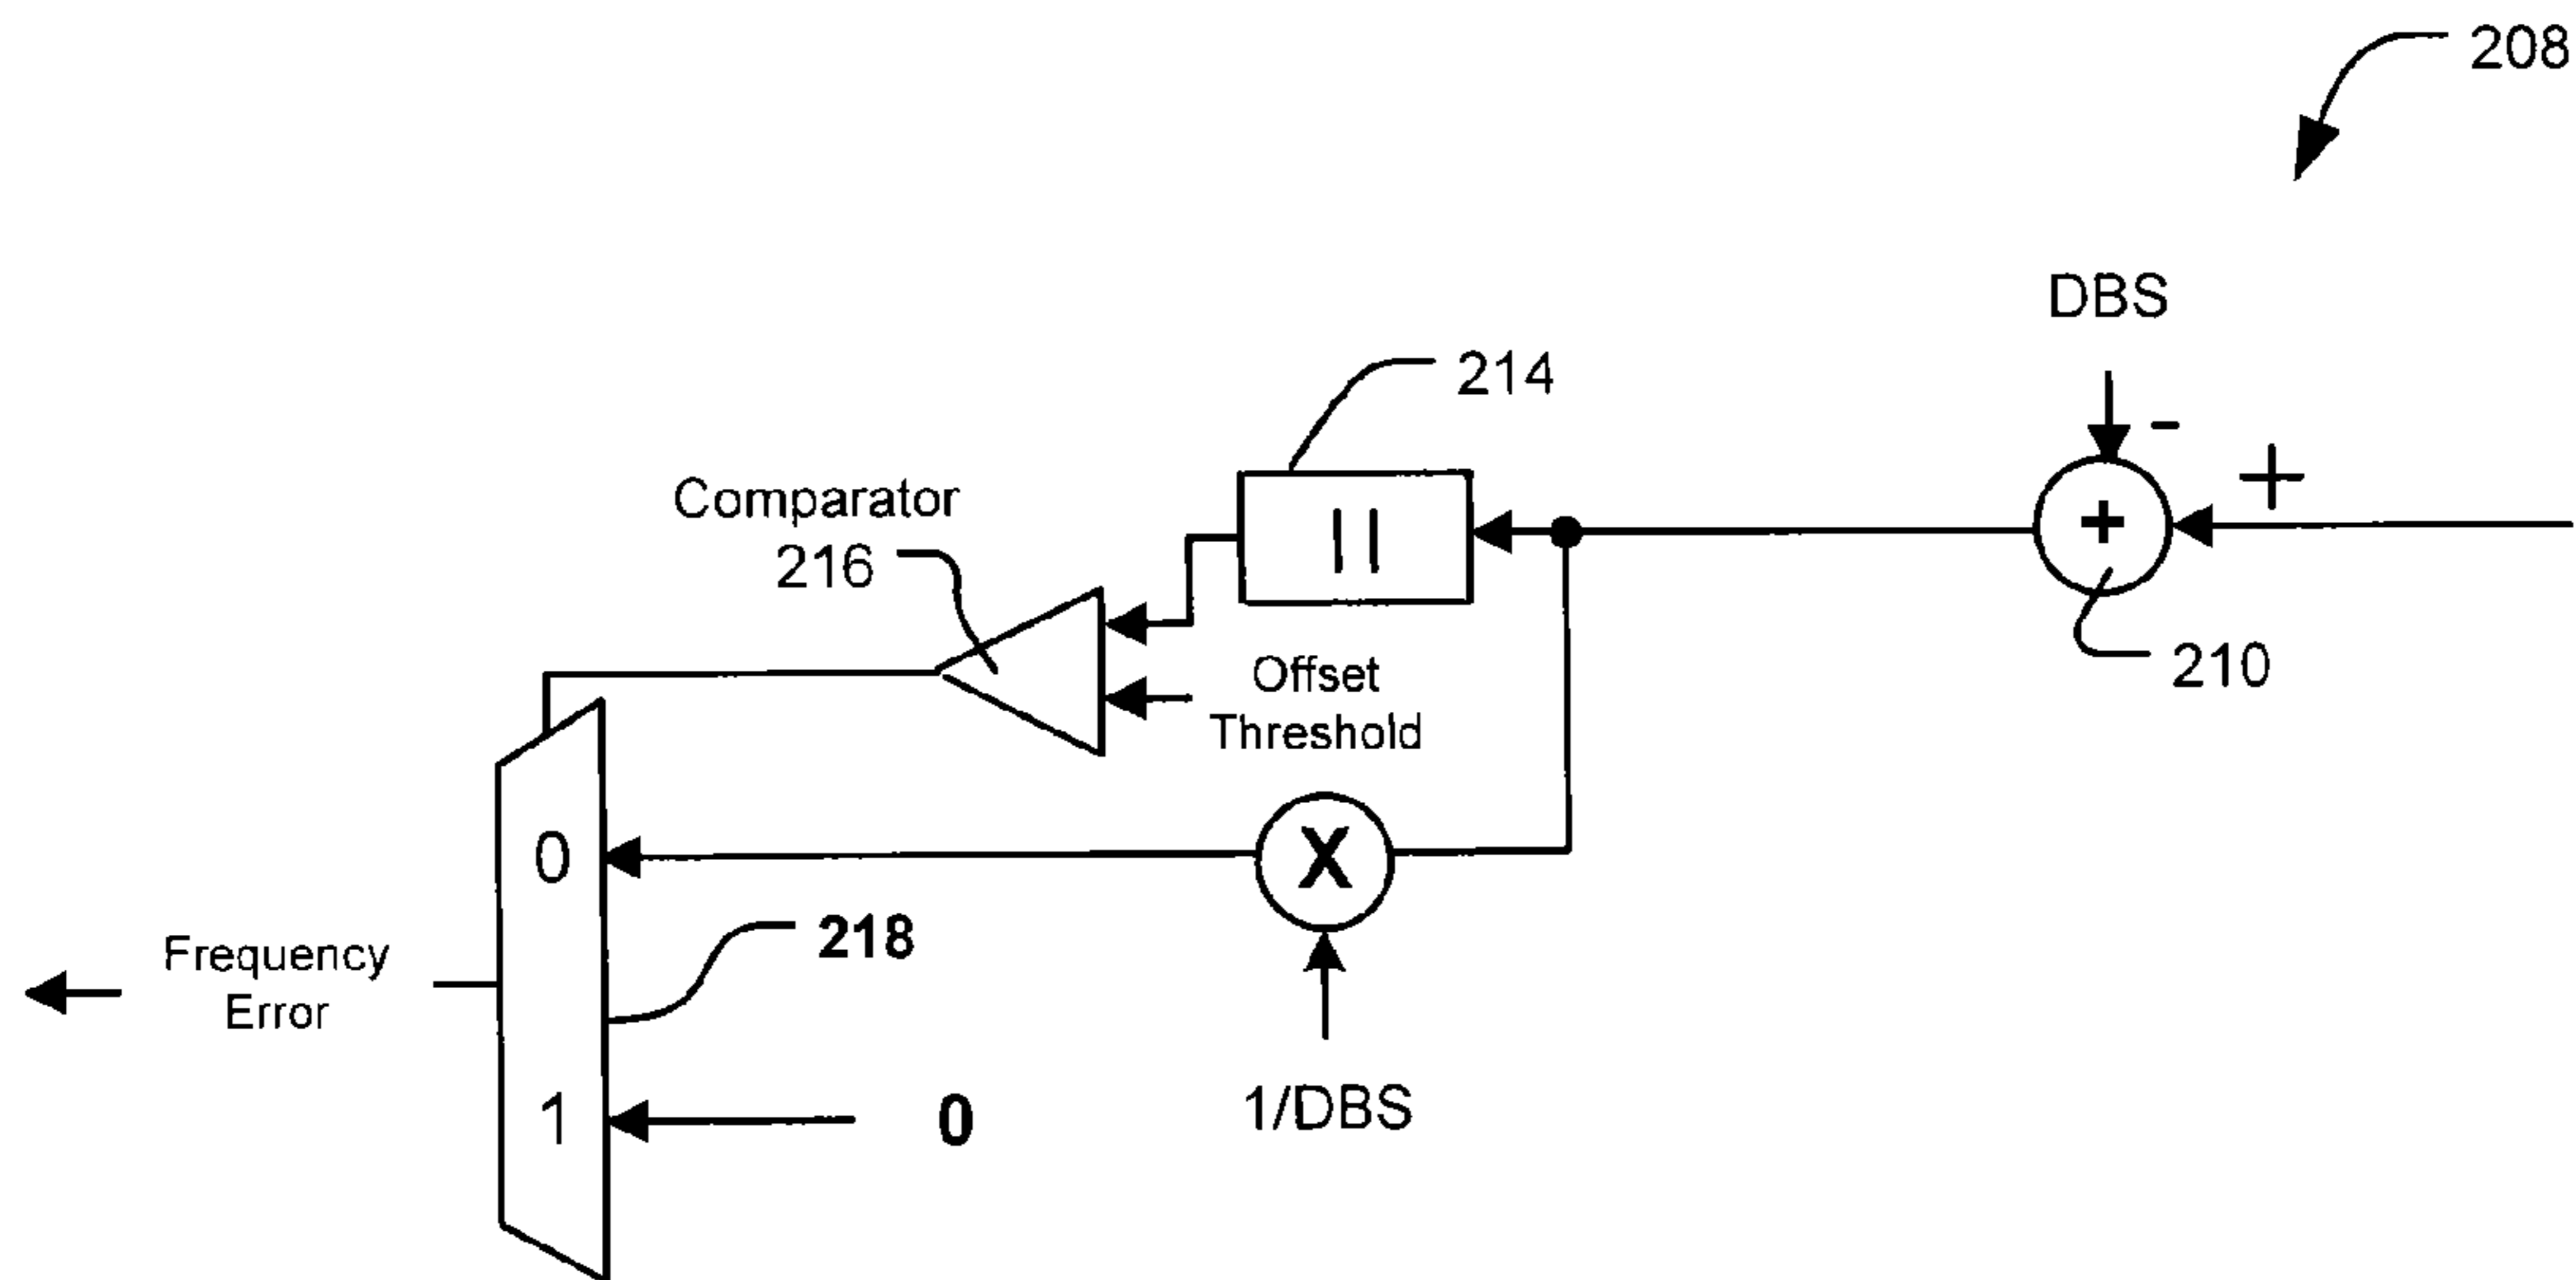 208
DBS
-
+
+
210
214
||
Comparator
216
Offset
Threshold
X
1/DBS
0
218
1
0
Frequency
Error